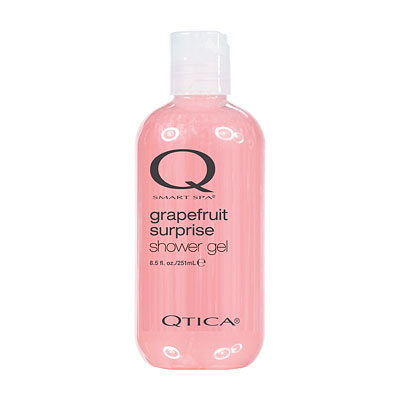 Q
SMART SPA®
grapefruit
surprise
shower gel
8.5 fl. oz./251mL℮
QTICA®